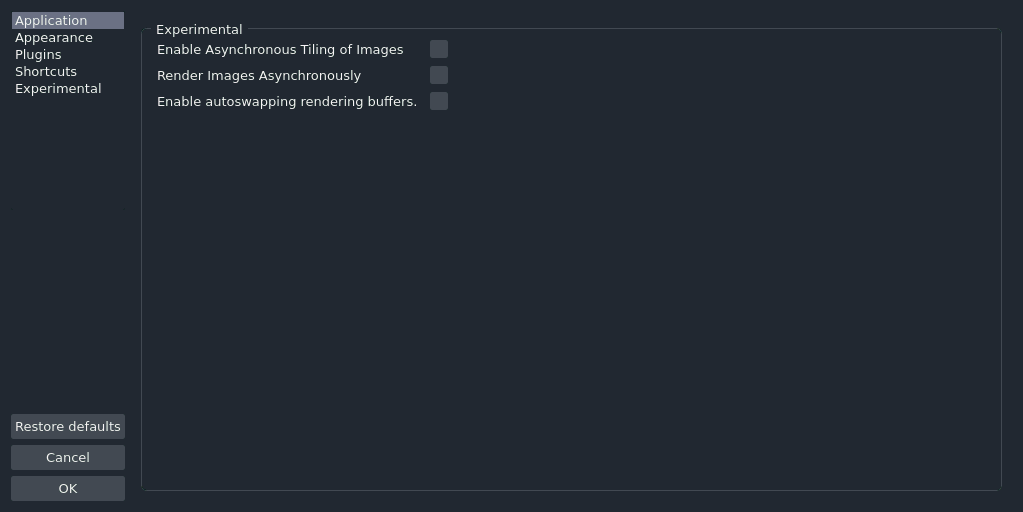 Application
Appearance
Plugins
Shortcuts
Experimental
Restore defaults
Cancel
OK
Experimental
Enable Asynchronous Tiling of Images
Render Images Asynchronously
Enable autoswapping rendering buffers.